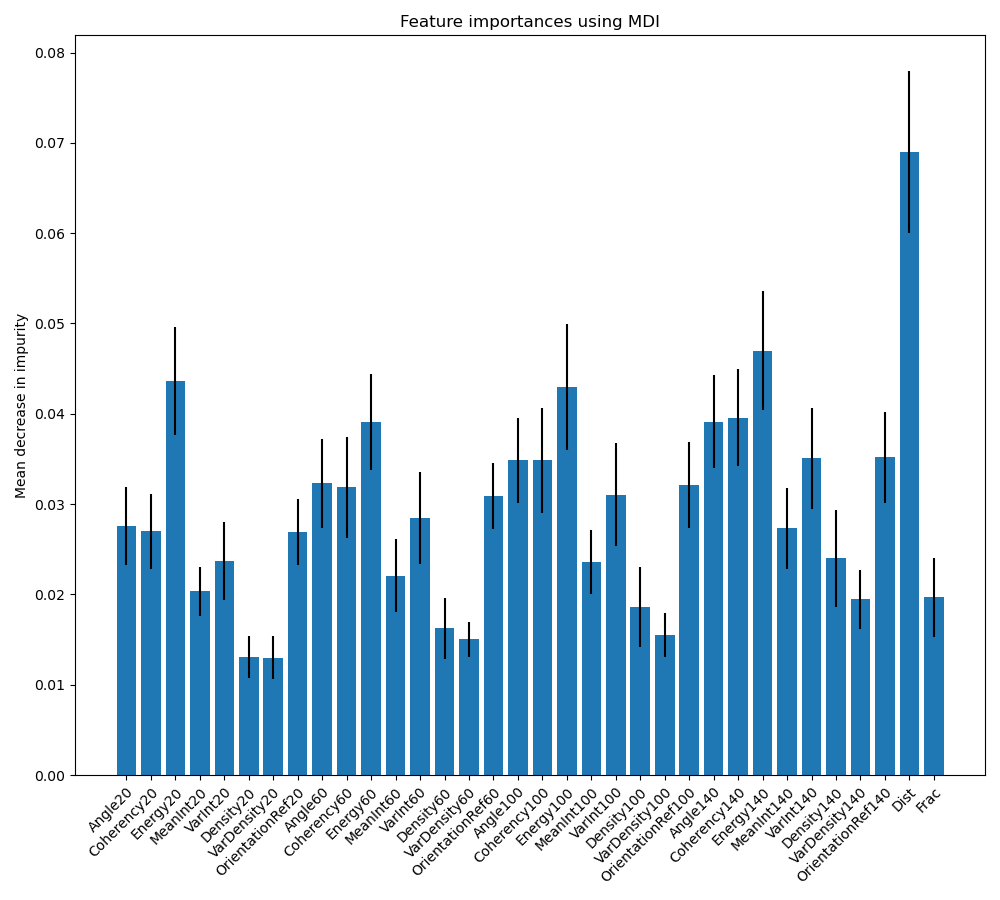 Feature importances using MDI
Mean decrease in impurity
0.08
0.07
0.06
0.05
0.04
0.03
0.02
0.01
0.00
Angle20
Coherency20
Energy20
MeanInt20
VarInt20
Density20
VarDensity20
OrientationRef20
Angle60
Coherency60
Energy60
MeanInt60
VarInt60
Density60
VarDensity60
OrientationRef60
Angle100
Coherency100
Energy100
MeanInt100
VarInt100
Density100
VarDensity100
OrientationRef100
Angle140
Coherency140
Energy140
MeanInt140
VarInt140
Density140
VarDensity140
OrientationRef140
Dist
Frac